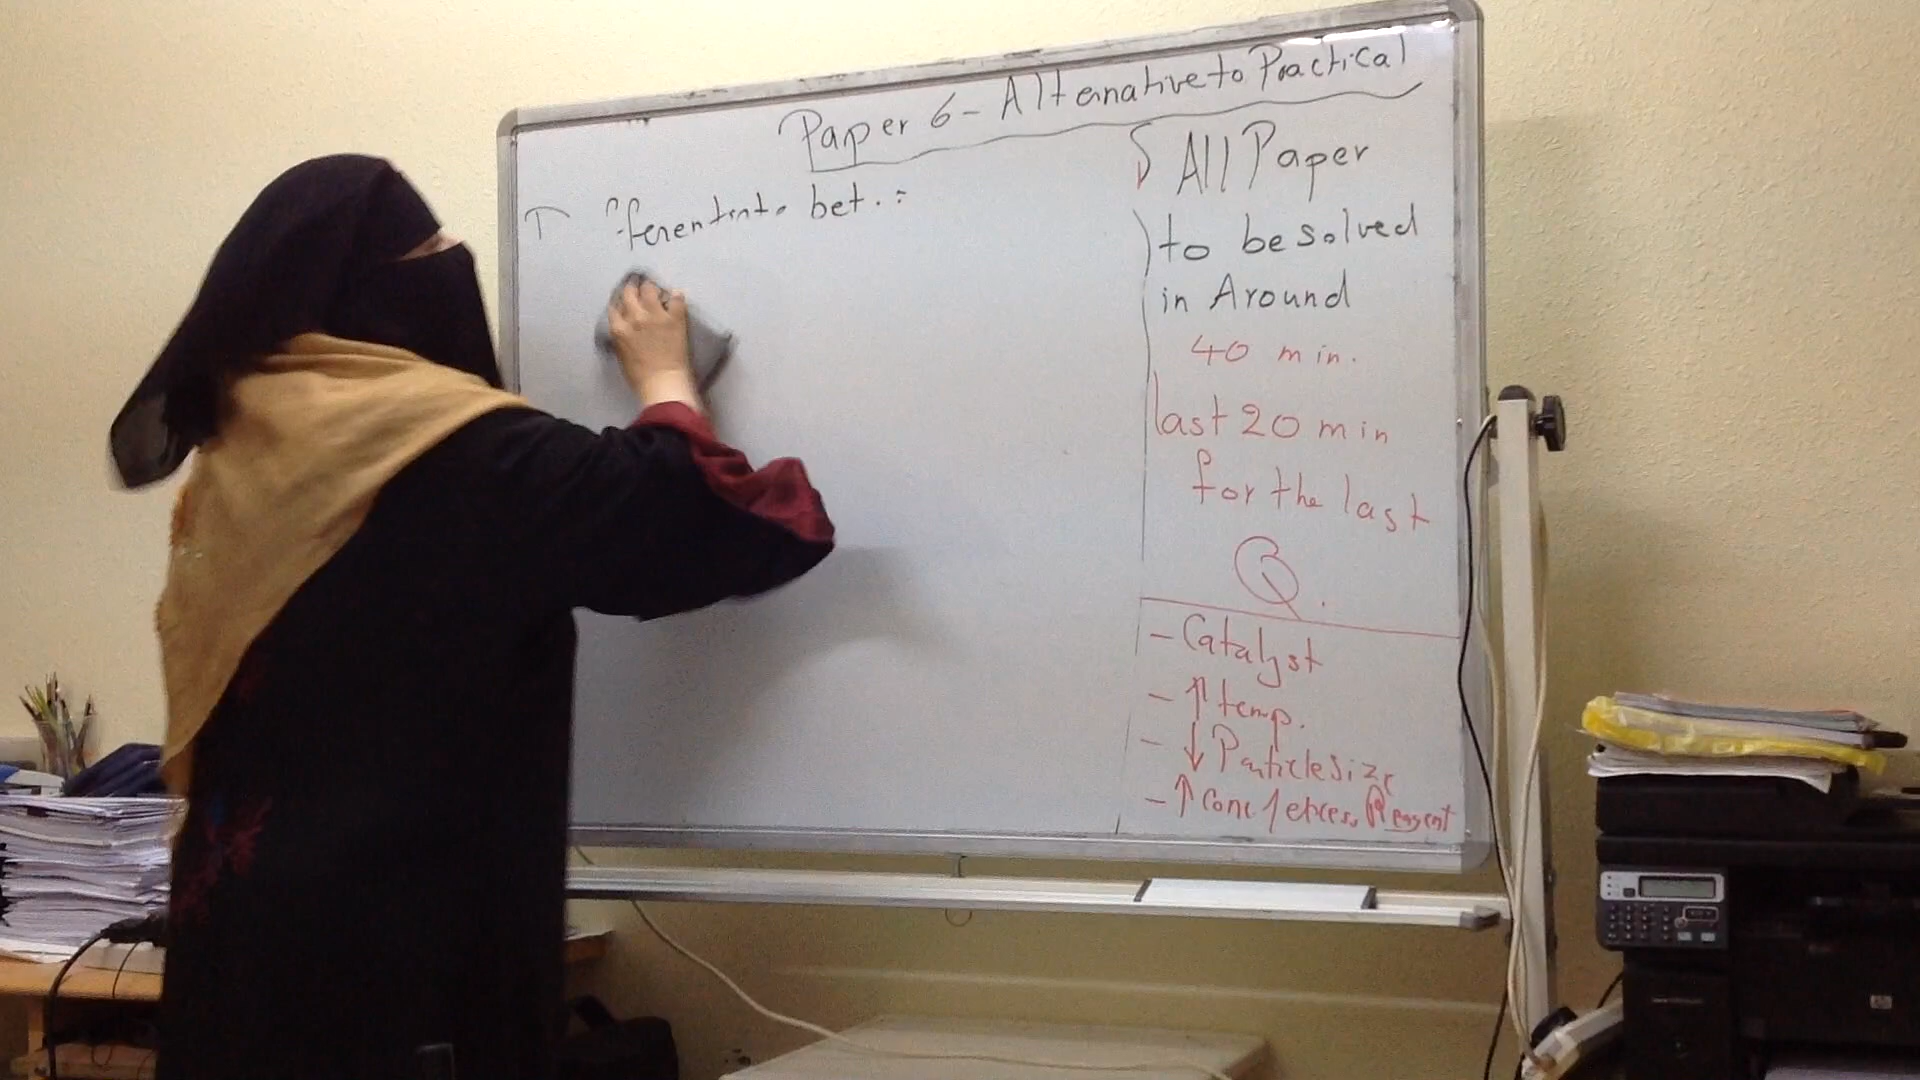 Paper 6 - Alternative to Practical
fferentiate bet. :
All Paper
to be solved
in Around
40 min.
last 20 min
for the last
Q.
- Catalyst
- ↑ temp.
- ↓ Particle size
- ↑ conc / excess Reagent